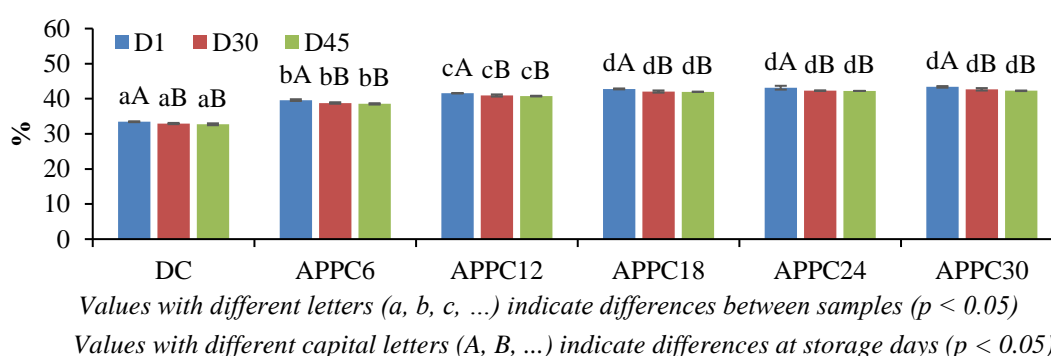 60
50
40
30
20
10
0
%
D1 D30 D45
aA aB aB
bA bB bB
cA cB cB
dA dB dB
dA dB dB
dA dB dB
DC APPC6 APPC12 APPC18 APPC24 APPC30
Values with different letters (a, b, c, …) indicate differences between samples (p < 0.05)
Values with different capital letters (A, B, ...) indicate differences at storage days (p < 0.05)